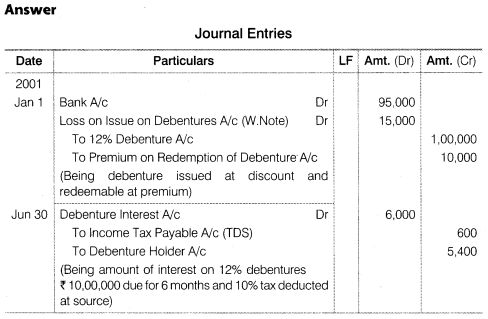 Answer
Journal Entries
Date Particulars LF Amt. (Dr) Amt. (Cr)
2001
Jan 1 Bank A/c Dr 95,000
Loss on Issue on Debentures A/c (W.Note) Dr 15,000
To 12% Debenture A/c 1,00,000
To Premium on Redemption of Debenture A/c 10,000
(Being debenture issued at discount and
redeemable at premium)
Jun 30 Debenture Interest A/c Dr 6,000
To Income Tax Payable A/c (TDS) 600
To Debenture Holder A/c 5,400
(Being amount of interest on 12% debentures
₹ 10,00,000 due for 6 months and 10% tax deducted
at source)